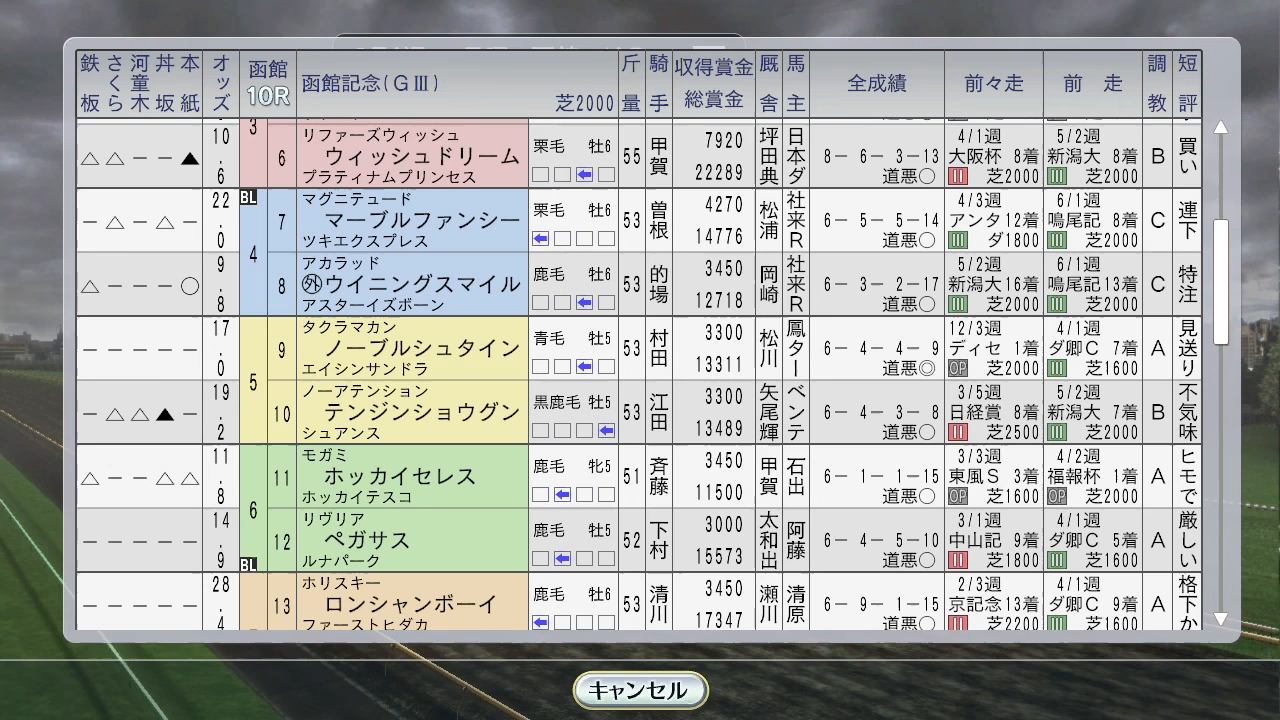 鉄板 さくら 河童木 丼坂 本紙 オッズ 函館 10R 函館記念(GⅢ) 芝2000 斤量 騎手 収得賞金 総賞金 厩舎 馬主 全成績 前々走 前 走 調教 短評
△ △ － － ▲ 10.6 3 6 リファーズウィッシュ
ウィッシュドリーム
プラティナムプリンセス
栗毛 牡6 55 甲賀 7920 22289 坪田典 日本ダ 8－ 6－ 3－13 道悪○ 4/1週 大阪杯 8着 II 芝2000 5/2週 新潟大 8着 III 芝2000 B 買い
－ △ － △ － 22.0 BL 4 7 マグニテュード
マーブルファンシー
ツキエクスプレス
栗毛 牡6 53 曽根 4270 14776 松浦 社来R 6－ 5－ 5－14 道悪○ 4/3週 アンタ12着 III ダ1800 6/1週 鳴尾記 8着 III 芝2000 C 連下
△ － － － ○ 9.8 8 アカラッド
㊕ウイニングスマイル
アスターイズボーン
鹿毛 牡6 53 的場 3450 12718 岡崎 社来R 6－ 3－ 2－17 道悪○ 5/2週 新潟大16着 III 芝2000 6/1週 鳴尾記13着 III 芝2000 C 特注
－ － － － － 17.0 5 9 タクラマカン
ノーブルシュタイン
エイシンサンドラ
青毛 牡5 53 村田 3300 13311 松川 鳳ター 6－ 4－ 4－ 9 道悪◎ 12/3週 ディセ 1着 OP 芝2000 4/1週 ダ卿C 7着 III 芝1600 A 見送り
－ △ △ ▲ － 19.2 10 ノーアテンション
テンジンショウグン
シュアンス
黒鹿毛 牡5 53 江田 3300 13489 矢尾輝 ベンテ 6－ 4－ 3－ 8 道悪○ 3/5週 日経賞 8着 II 芝2500 5/2週 新潟大 7着 III 芝2000 B 不気味
△ － － △ △ 11.8 6 11 モガミ
ホッカイセレス
ホッカイテスコ
鹿毛 牝5 51 斉藤 3450 11500 甲賀 石出 6－ 1－ 1－15 道悪○ 3/3週 東風S 3着 OP 芝1600 4/2週 福報杯 1着 OP 芝2000 A ヒモで
－ － － － － 14.9 BL 12 リヴリア
ペガサス
ルナパーク
鹿毛 牡5 52 下村 3000 15573 太和出 阿藤 6－ 4－ 5－10 道悪○ 3/1週 中山記 9着 II 芝1800 4/1週 ダ卿C 5着 III 芝1600 A 厳しい
－ － － － － 28.4 13 ホリスキー
ロンシャンボーイ
ファーストヒダカ
鹿毛 牡6 53 清川 3450 17347 瀬川 清原 6－ 9－ 1－15 道悪○ 2/3週 京記念13着 II 芝2200 4/1週 ダ卿C 9着 III 芝1600 A 格下か
キャンセル